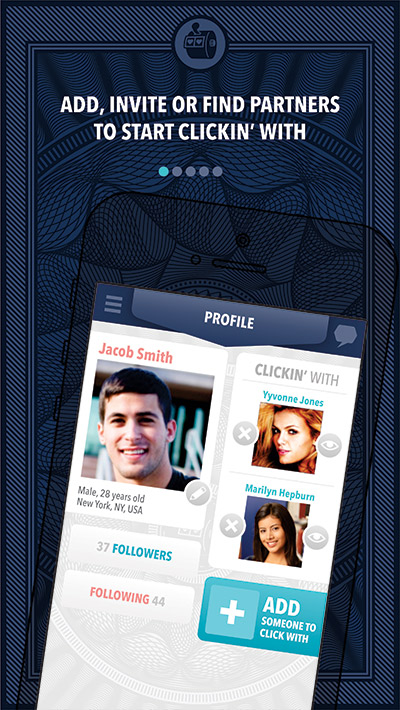 ADD, INVITE OR FIND PARTNERS
TO START CLICKIN' WITH
PROFILE
Jacob Smith
Male, 28 years old
New York, NY, USA
37 FOLLOWERS
FOLLOWING 44
CLICKIN' WITH
Yyvonne Jones
Marilyn Hepburn
ADD
SOMEONE TO
CLICK WITH